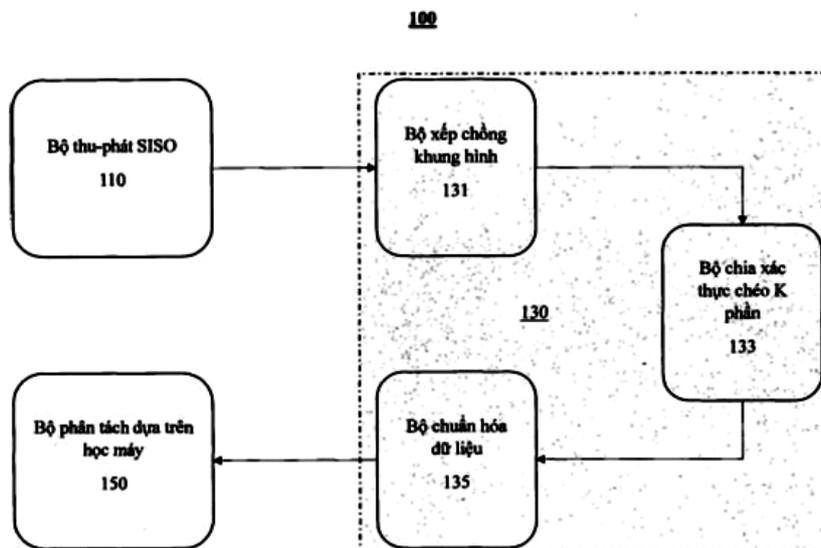 100
Bộ thu-phát SISO
110
Bộ xếp chồng
khung hình
131
Bộ chia xác
thực chéo K
phần
133
130
Bộ phân tách dựa trên
học máy
150
Bộ chuẩn hóa
dữ liệu
135